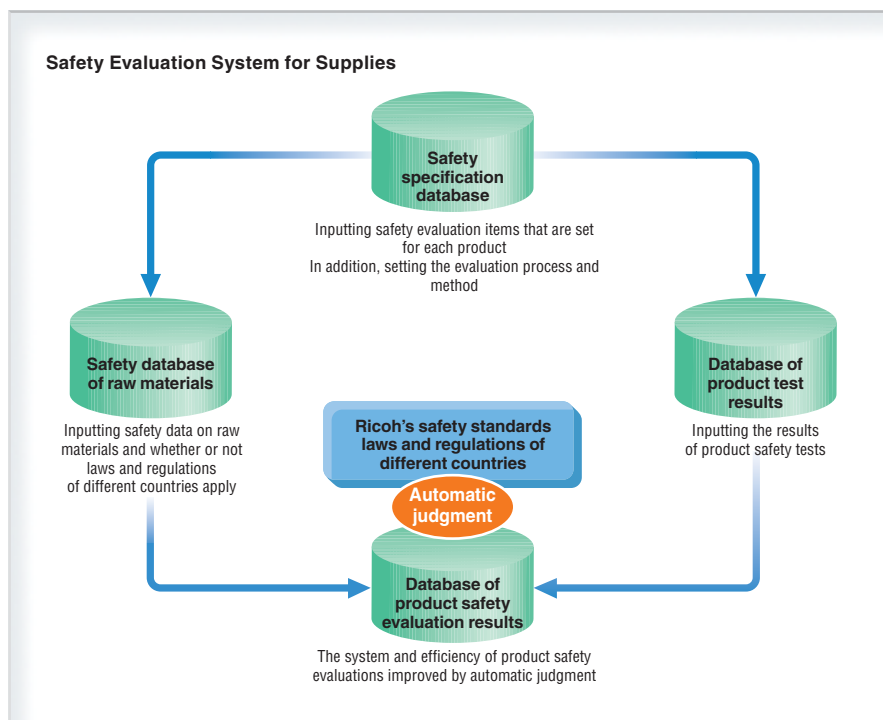 Safety Evaluation System for Supplies
Safety
specification
database
Inputting safety evaluation items that are set
for each product
In addition, setting the evaluation process and
method
Safety database
of raw materials
Inputting safety data on raw
materials and whether or not
laws and regulations
of different countries apply
Database of
product test
results
Inputting the results
of product safety tests
Ricoh's safety standards
laws and regulations of
different countries
Automatic
judgment
Database of
product safety
evaluation results
The system and efficiency of product safety
evaluations improved by automatic judgment